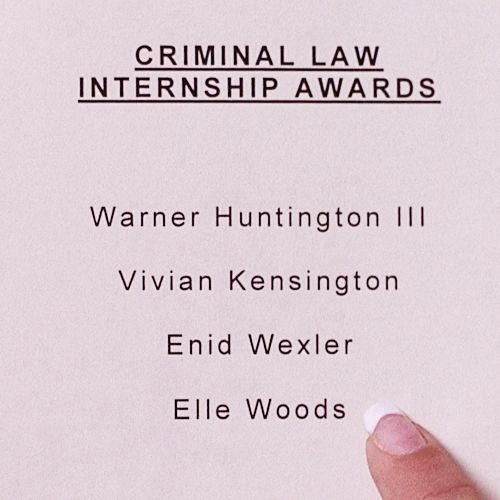 CRIMINAL LAW
INTERNSHIP AWARDS
Warner Huntington III
Vivian Kensington
Enid Wexler
Elle Woods